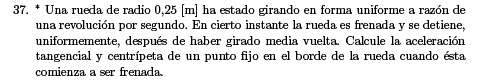 37. * Una rueda de radio 0,25 [m] ha estado girando en forma uniforme a razón de
una revolución por segundo. En cierto instante la rueda es frenada y se detiene,
uniformemente, después de haber girado media vuelta. Calcule la aceleración
tangencial y centrípeta de un punto fijo en el borde de la rueda cuando ésta
comienza a ser frenada.